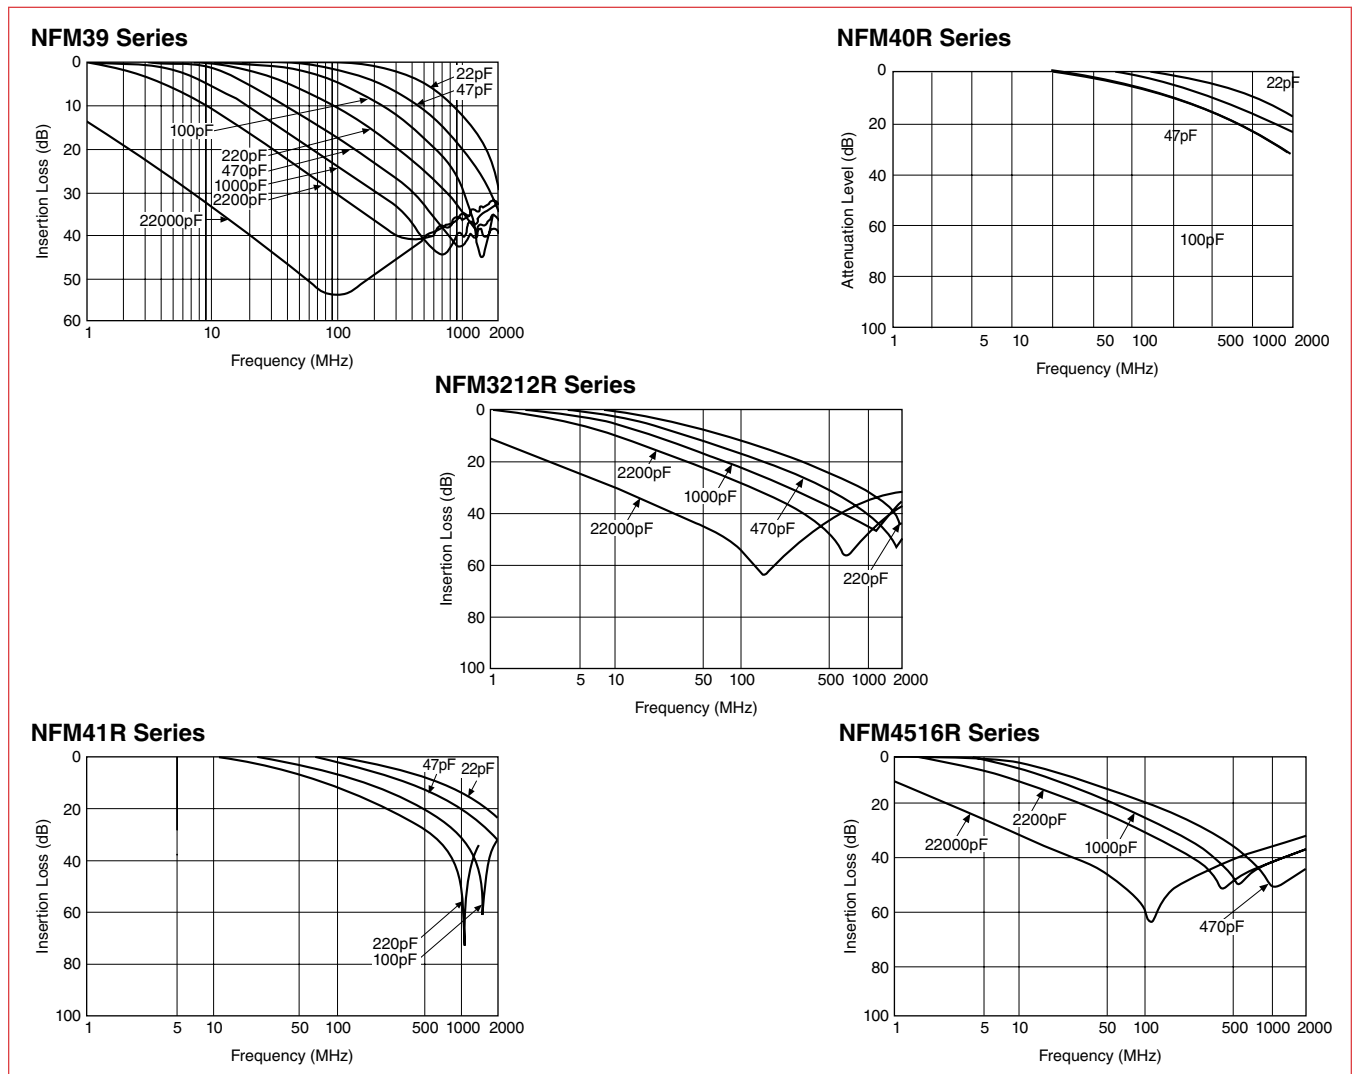 NFM39 Series
0
10
20
30
40
50
60
Insertion Loss (dB)
22pF
47pF
100pF
220pF
470pF
1000pF
2200pF
22000pF
1 10 100 1000 2000
Frequency (MHz)
NFM40R Series
0
20
40
60
80
100
Attenuation Level (dB)
22pF
47pF
100pF
1 5 10 50 100 500 1000 2000
Frequency (MHz)
NFM3212R Series
0
20
40
60
80
100
Insertion Loss (dB)
2200pF
1000pF
22000pF
470pF
220pF
1 5 10 50 100 500 1000 2000
Frequency (MHz)
NFM41R Series
0
20
40
60
80
100
Insertion Loss (dB)
47pF
22pF
220pF
100pF
1 5 10 50 100 500 1000 2000
Frequency (MHz)
NFM4516R Series
0
20
40
60
80
100
Insertion Loss (dB)
2200pF
22000pF
1000pF
470pF
1 5 10 50 100 500 1000 2000
Frequency (MHz)